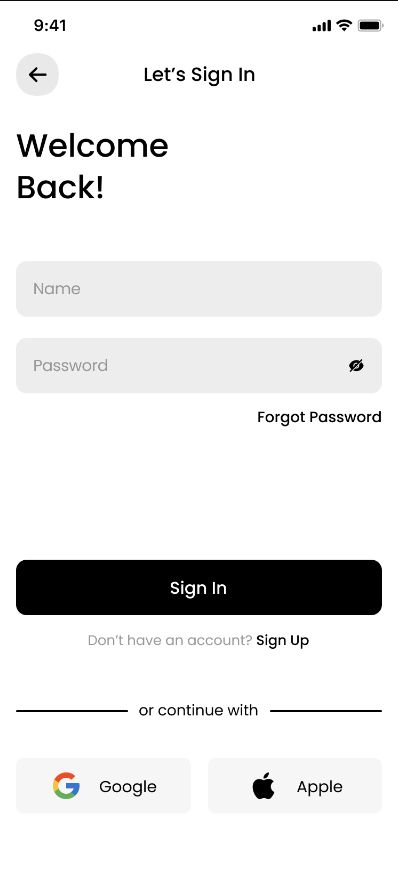 9:41
Let’s Sign In
Welcome
Back!
Name
Password
Forgot Password
Sign In
Don’t have an account? Sign Up
or continue with
Google
Apple